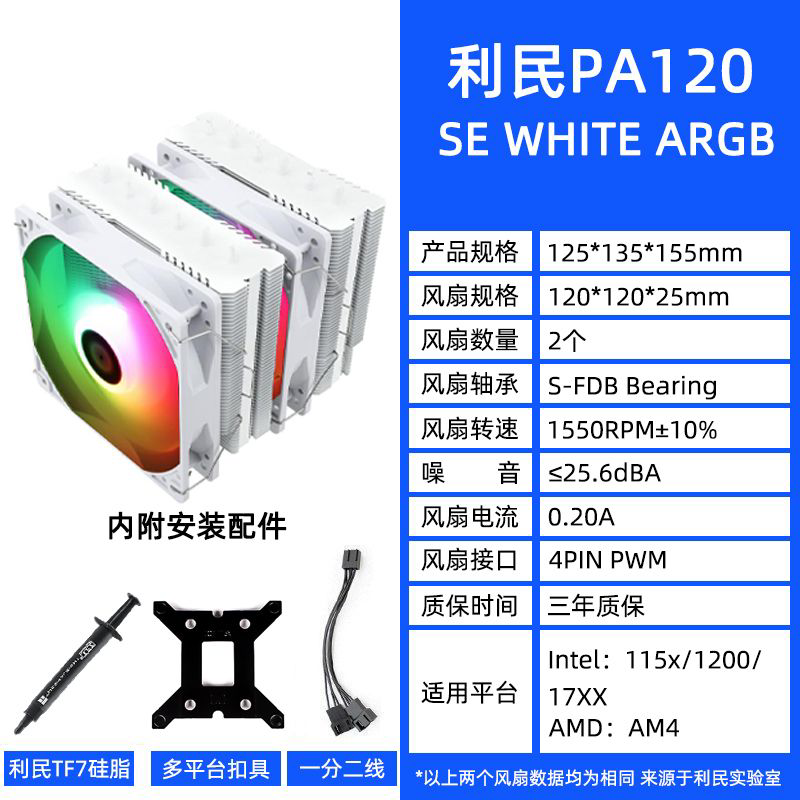 利民PA120
SE WHITE ARGB
产品规格 125*135*155mm
风扇规格 120*120*25mm
风扇数量 2个
风扇轴承 S-FDB Bearing
风扇转速 1550RPM±10%
噪 音 ≤25.6dBA
风扇电流 0.20A
风扇接口 4PIN PWM
质保时间 三年质保
适用平台 Intel：115x/1200/
17XX
AMD：AM4
*以上两个风扇数据均为相同 来源于利民实验室
内附安装配件
利民TF7硅脂
多平台扣具
一分二线